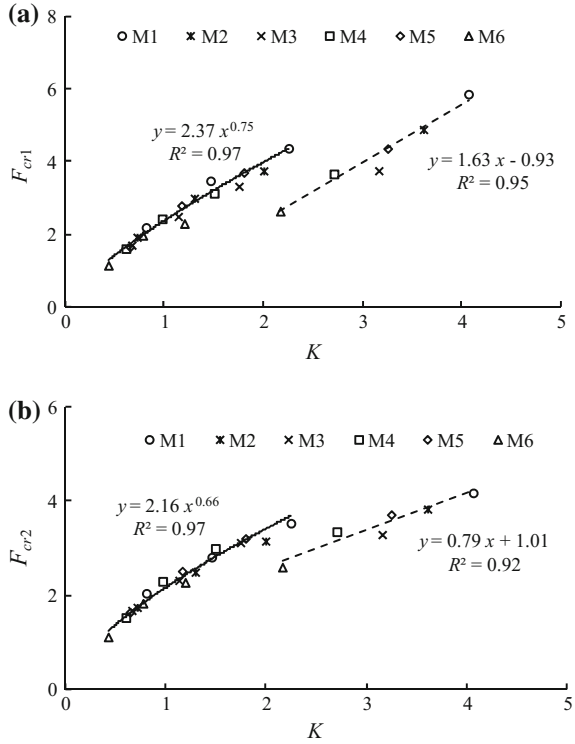 (a)
8
M1 M2 M3 M4 M5 M6
6
y = 2.37 x^0.75
R² = 0.97
F_cr1
4
y = 1.63 x - 0.93
R² = 0.95
2
0
0 1 2 3 4 5
K
(b)
6
M1 M2 M3 M4 M5 M6
y = 2.16 x^0.66
R² = 0.97
4
F_cr2
y = 0.79 x + 1.01
R² = 0.92
2
0
0 1 2 3 4 5
K